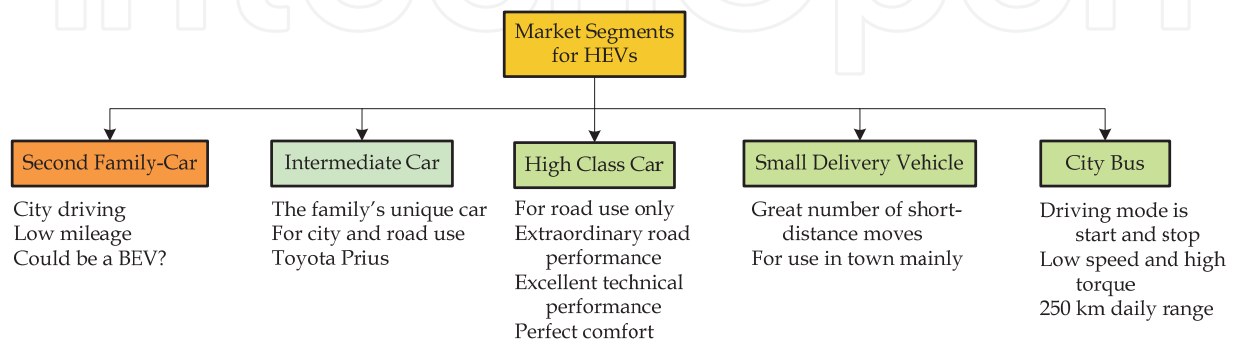 Market Segments
for HEVs
Second Family-Car
City driving
Low mileage
Could be a BEV?
Intermediate Car
The family's unique car
For city and road use
Toyota Prius
High Class Car
For road use only
Extraordinary road
performance
Excellent technical
performance
Perfect comfort
Small Delivery Vehicle
Great number of short-
distance moves
For use in town mainly
City Bus
Driving mode is
start and stop
Low speed and high
torque
250 km daily range